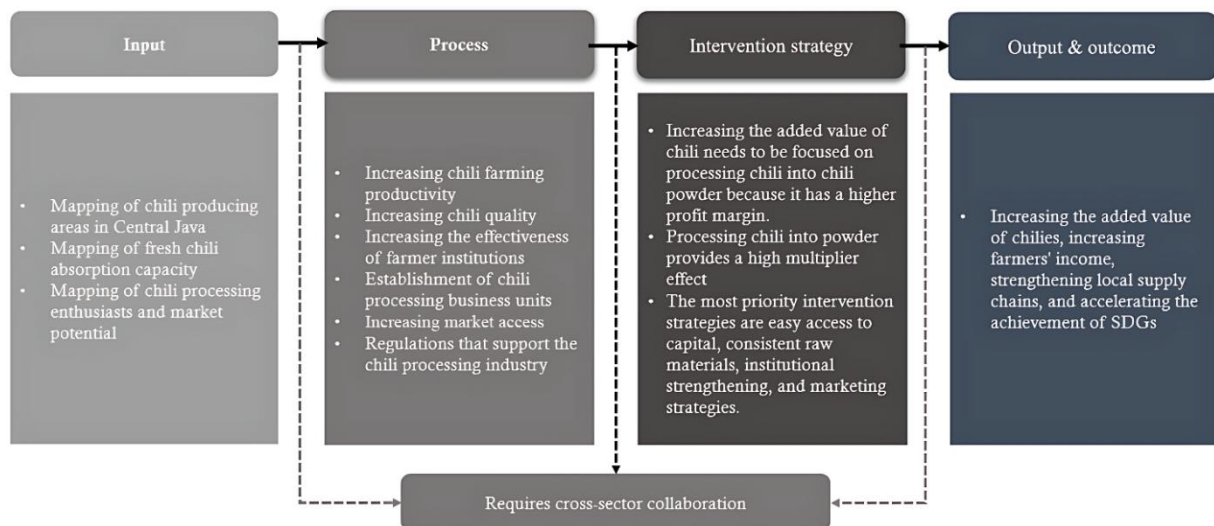 Input
Process
Intervention strategy
Output & outcome
• Mapping of chili producing
areas in Central Java
• Mapping of fresh chili
absorption capacity
• Mapping of chili processing
enthusiasts and market
potential
• Increasing chili farming
productivity
• Increasing chili quality
• Increasing the effectiveness
of farmer institutions
• Establishment of chili
processing business units
• Increasing market access
• Regulations that support the
chili processing industry
• Increasing the added value of
chili needs to be focused on
processing chili into chili
powder because it has a higher
profit margin.
• Processing chili into powder
provides a high multiplier
effect
• The most priority intervention
strategies are easy access to
capital, consistent raw
materials, institutional
strengthening, and marketing
strategies.
• Increasing the added value
of chilies, increasing
farmers' income,
strengthening local supply
chains, and accelerating the
achievement of SDGs
Requires cross-sector collaboration